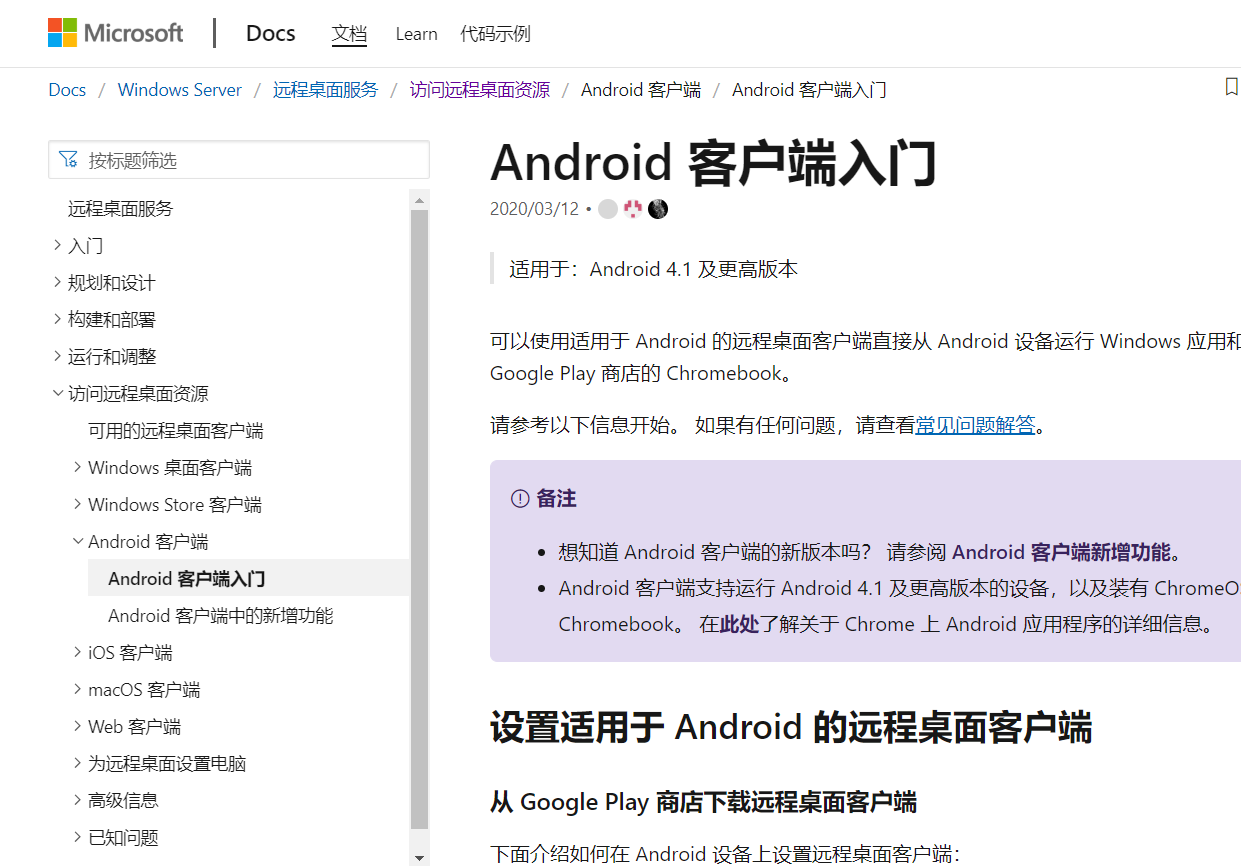 Microsoft Docs 文档 Learn 代码示例
Docs / Windows Server / 远程桌面服务 / 访问远程桌面资源 / Android 客户端 / Android 客户端入门
按标题筛选
远程桌面服务
入门
规划和设计
构建和部署
运行和调整
访问远程桌面资源
可用的远程桌面客户端
Windows 桌面客户端
Windows Store 客户端
Android 客户端
Android 客户端入门
Android 客户端中的新增功能
iOS 客户端
macOS 客户端
Web 客户端
为远程桌面设置电脑
高级信息
已知问题
Android 客户端入门
2020/03/12 •
适用于：Android 4.1 及更高版本
可以使用适用于 Android 的远程桌面客户端直接从 Android 设备运行 Windows 应用和
Google Play 商店的 Chromebook。
请参考以下信息开始。 如果有任何问题，请查看常见问题解答。
备注
• 想知道 Android 客户端的新版本吗？ 请参阅 Android 客户端新增功能。
• Android 客户端支持运行 Android 4.1 及更高版本的设备，以及装有 ChromeO
Chromebook。 在此处了解关于 Chrome 上 Android 应用程序的详细信息。
设置适用于 Android 的远程桌面客户端
从 Google Play 商店下载远程桌面客户端
下面介绍如何在 Android 设备上设置远程桌面客户端：